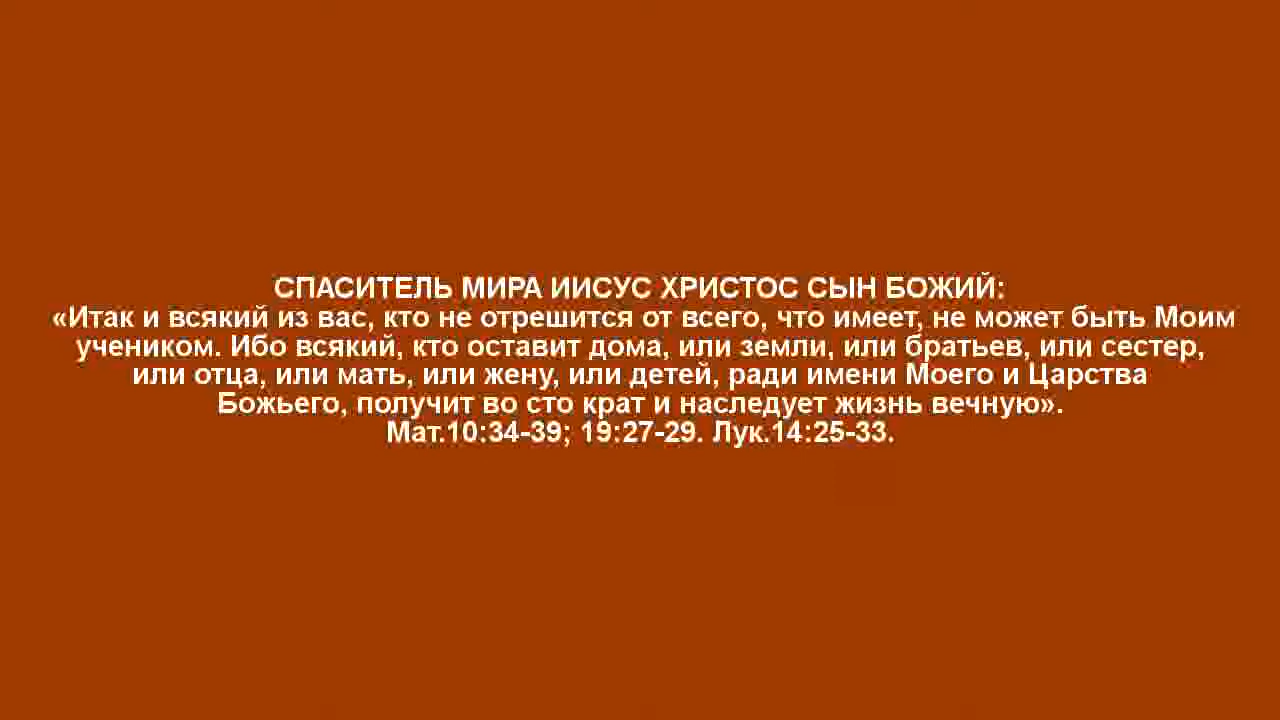 СПАСИТЕЛЬ МИРА ИИСУС ХРИСТОС СЫН БОЖИЙ:
«Итак и всякий из вас, кто не отрешится от всего, что имеет, не может быть Моим
учеником. Ибо всякий, кто оставит дома, или земли, или братьев, или сестер,
или отца, или мать, или жену, или детей, ради имени Моего и Царства
Божьего, получит во сто крат и наследует жизнь вечную».
Мат.10:34-39; 19:27-29. Лук.14:25-33.